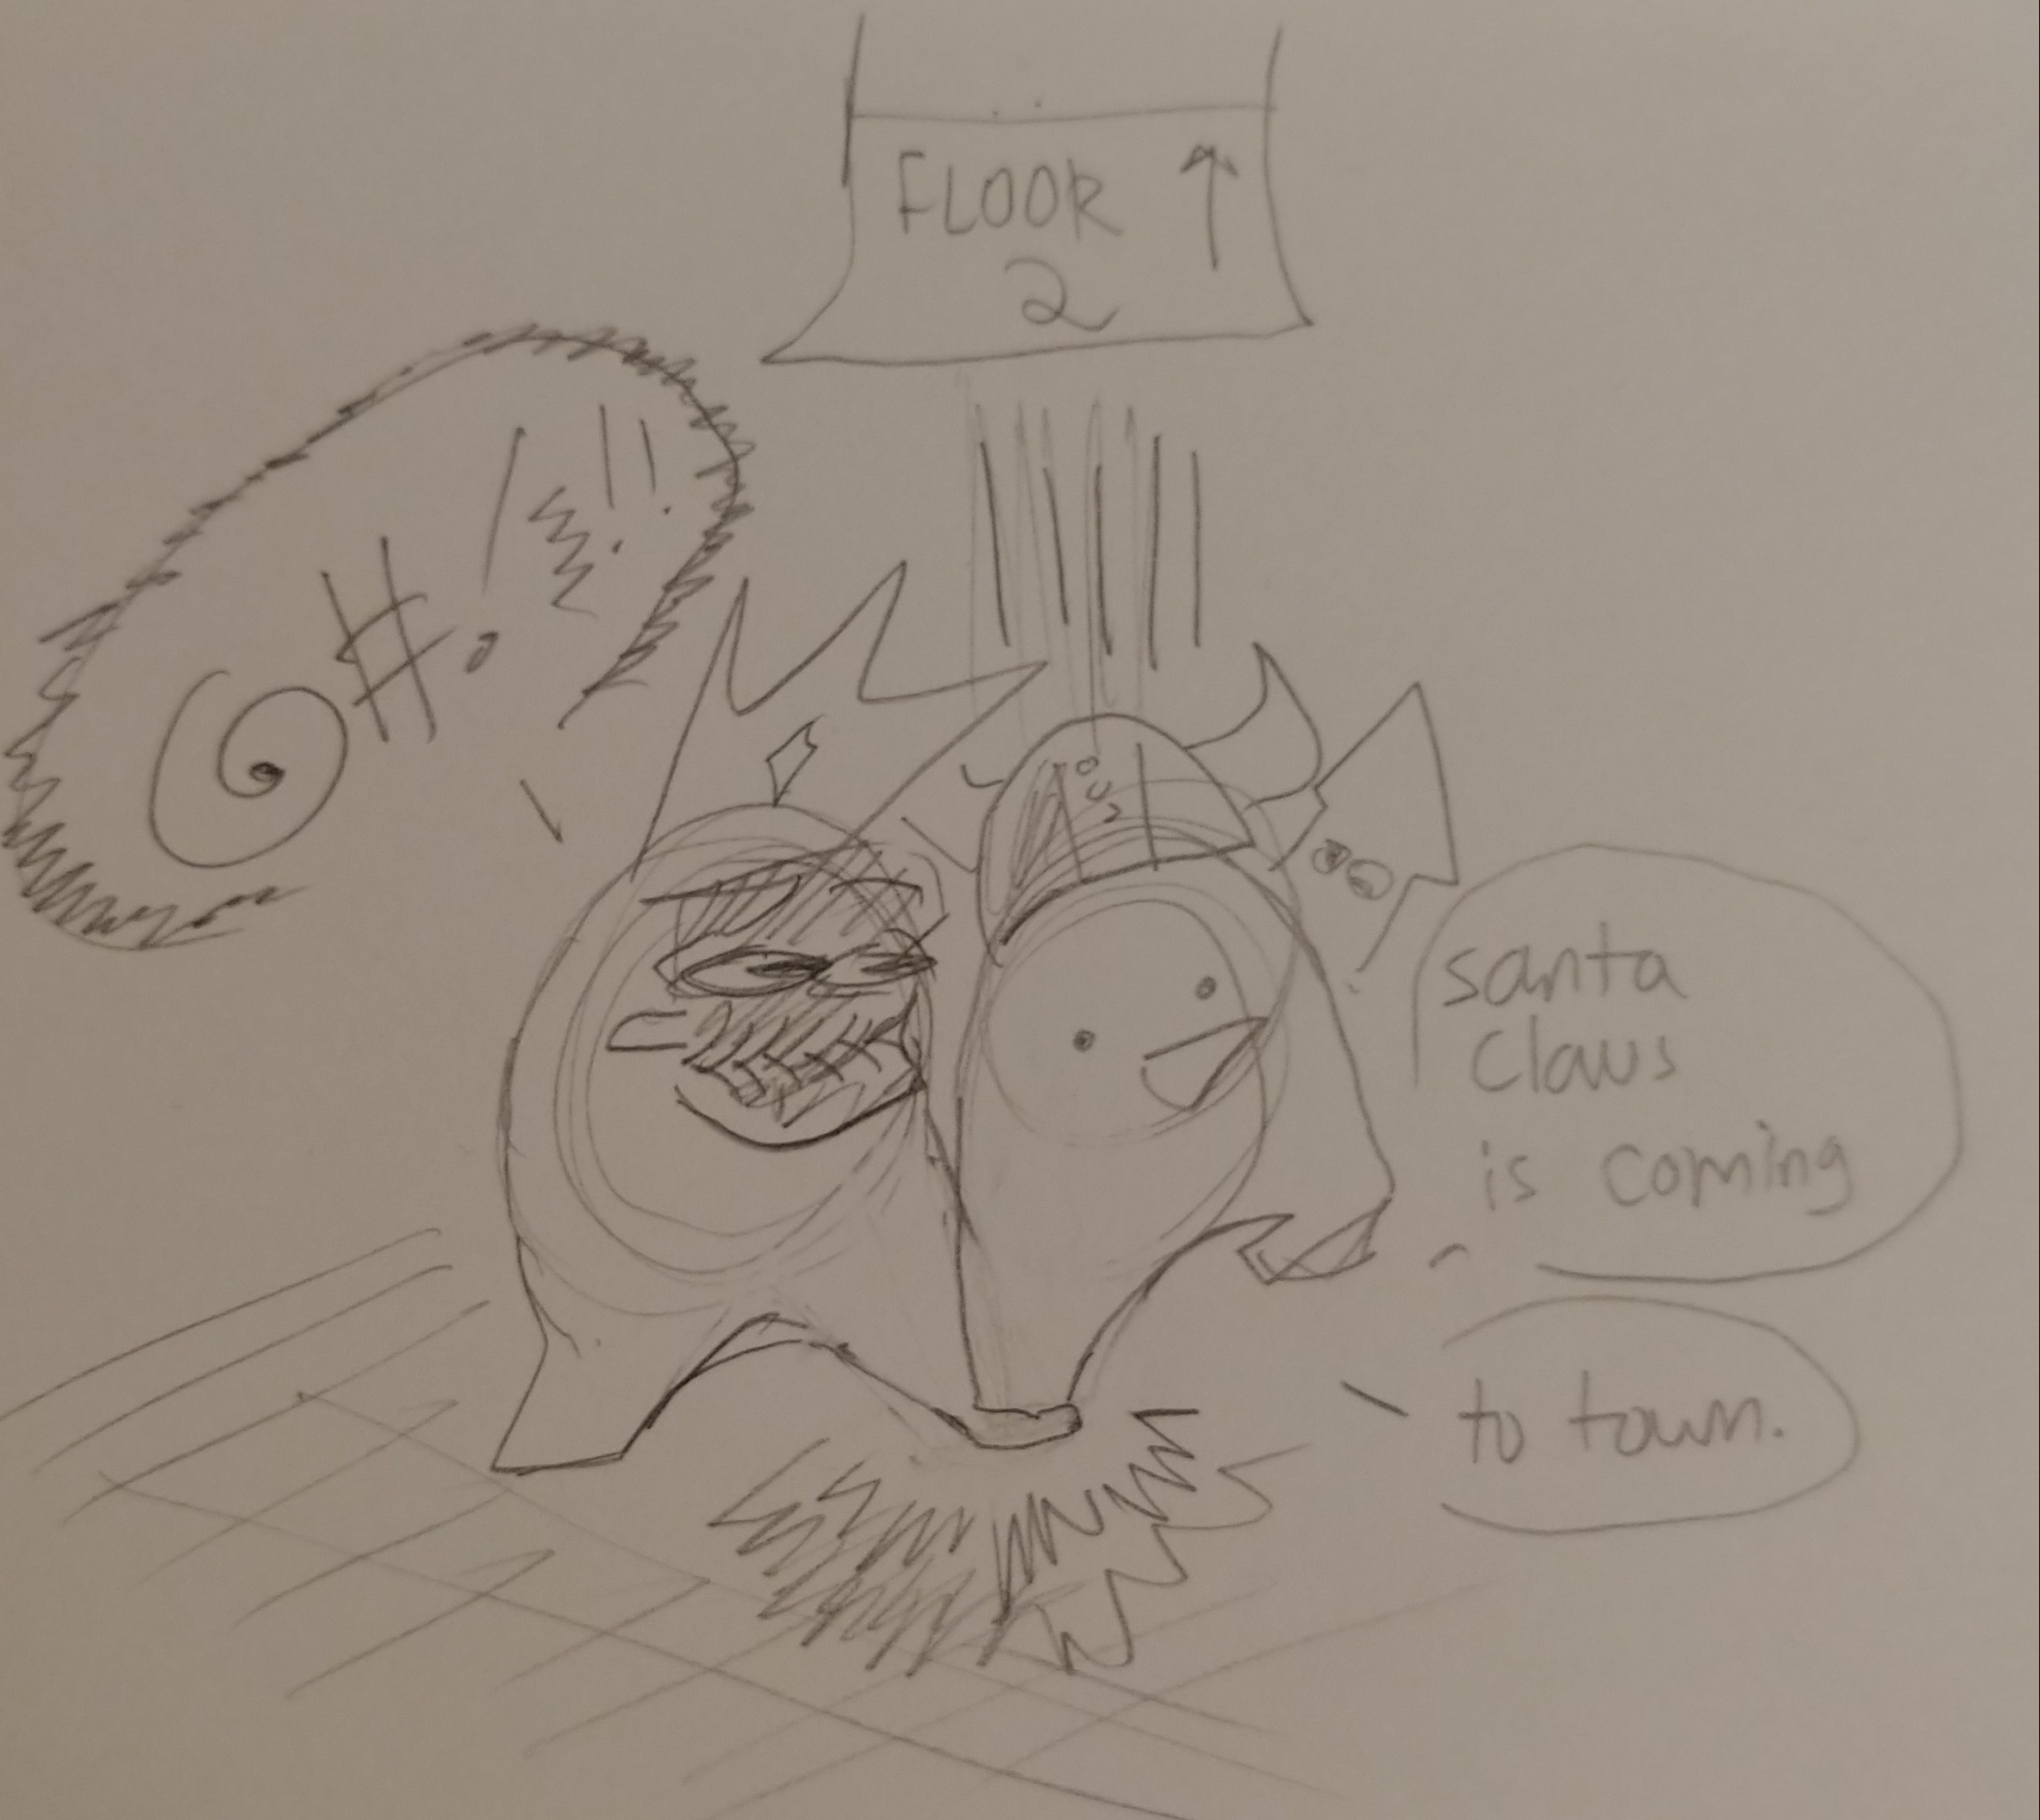 FLOOR ↑
2
@#!!!
santa
claus
is coming
to town.